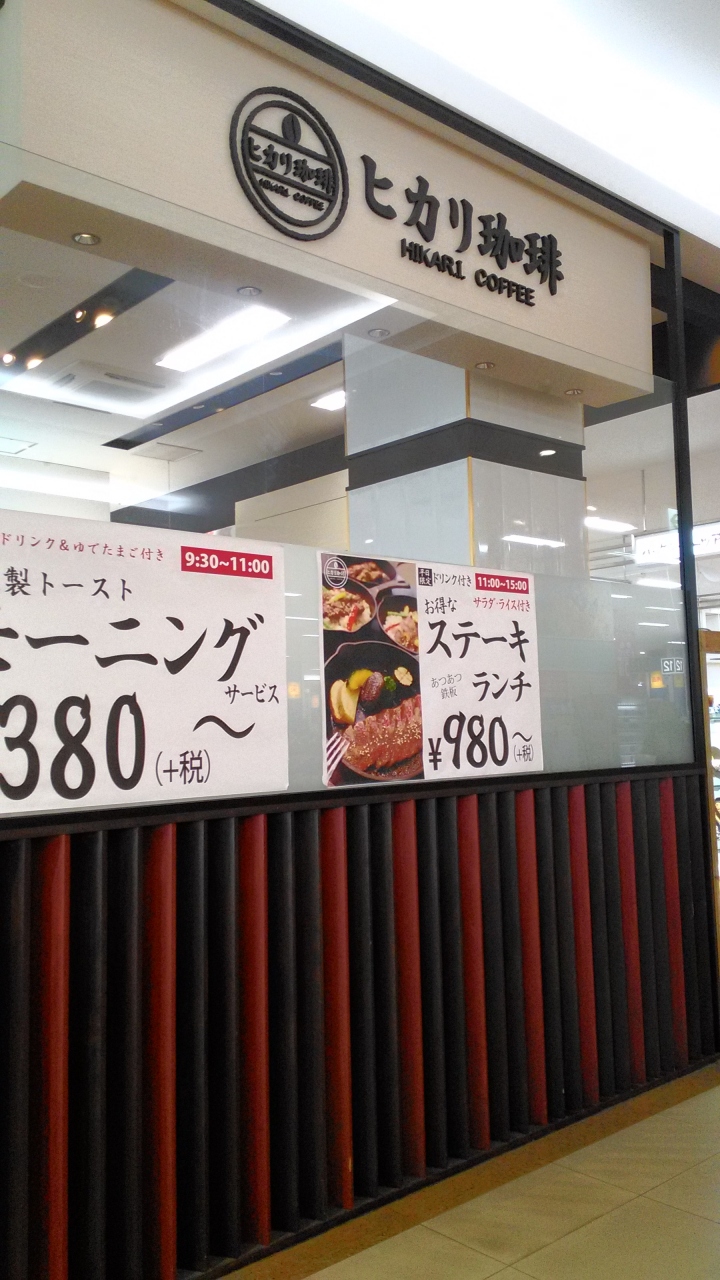 ヒカリ珈琲
HIKARI COFFEE
ヒカリ珈琲
HIKARI COFFEE
ドリンク&ゆでたまご付き
9:30~11:00
製トースト
モーニング
サービス
380〜
(+税)
平日限定
ドリンク付き
11:00~15:00
お得な
サラダ・ライス付き
ステーキ
あつあつ
鉄板
ランチ
¥980〜
(+税)
12
12